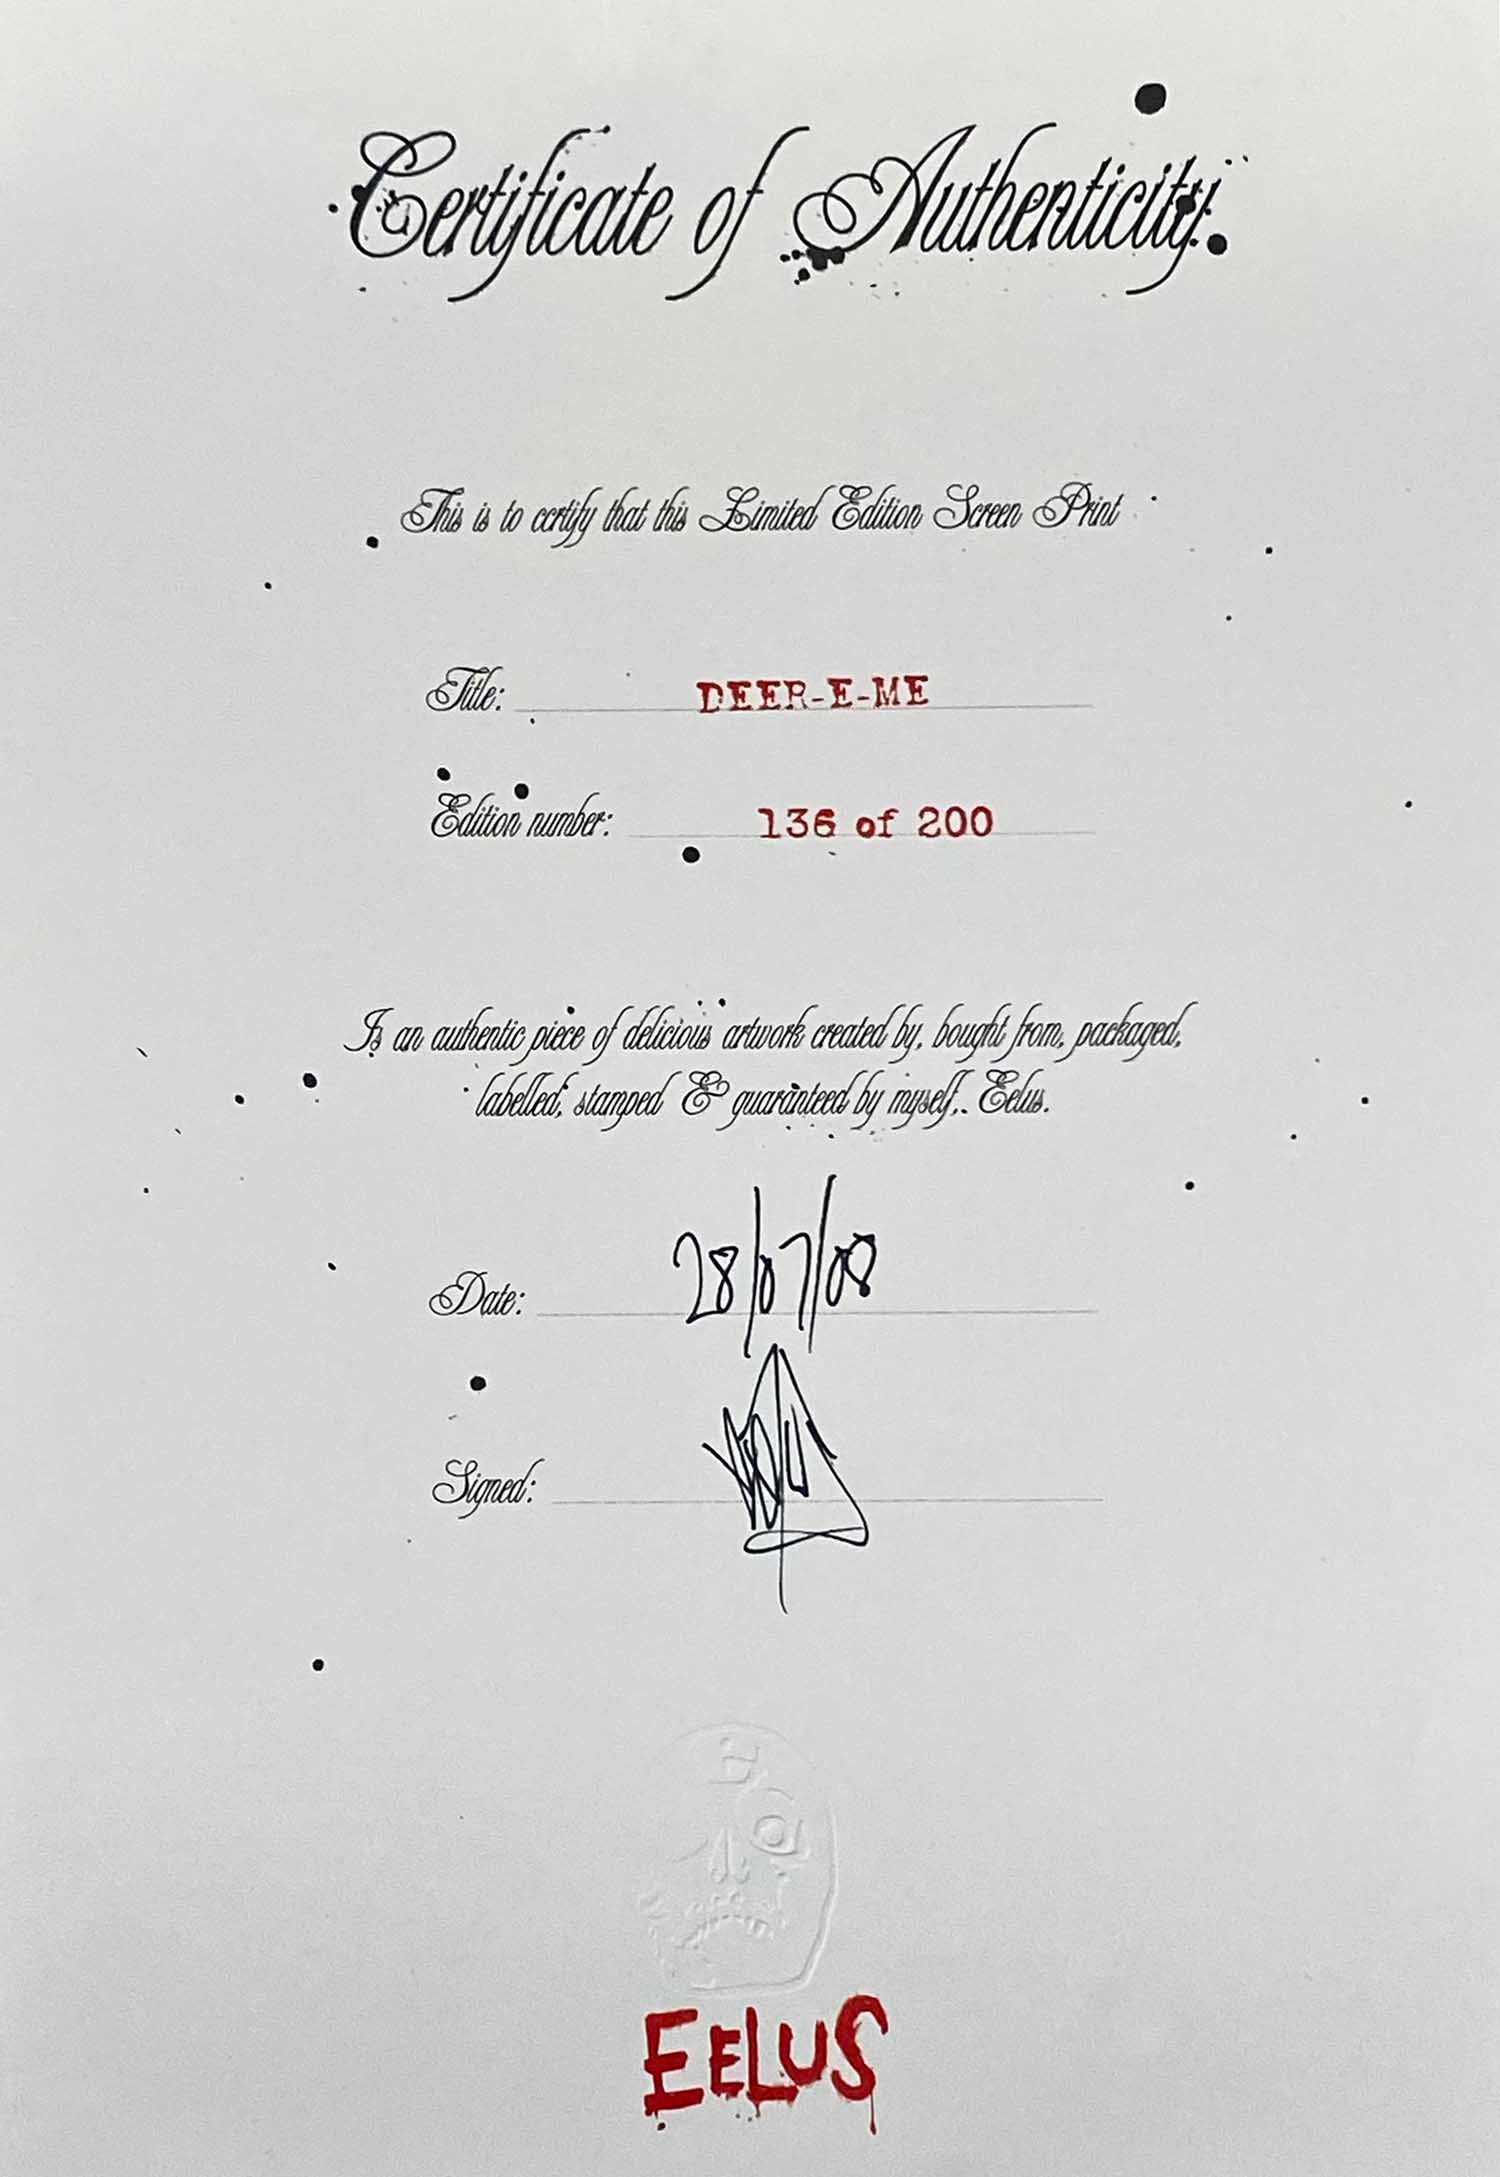 Certificate of Authenticity.
This is to certify that this Limited Edition Screen Print
Title: DEER-E-ME
Edition number: 136 of 200
Is an authentic piece of delicious artwork created by, bought from, packaged,
labelled, stamped & guaranteed by myself,. Eelus.
Date: 28/07/08
Signed:
EELUS